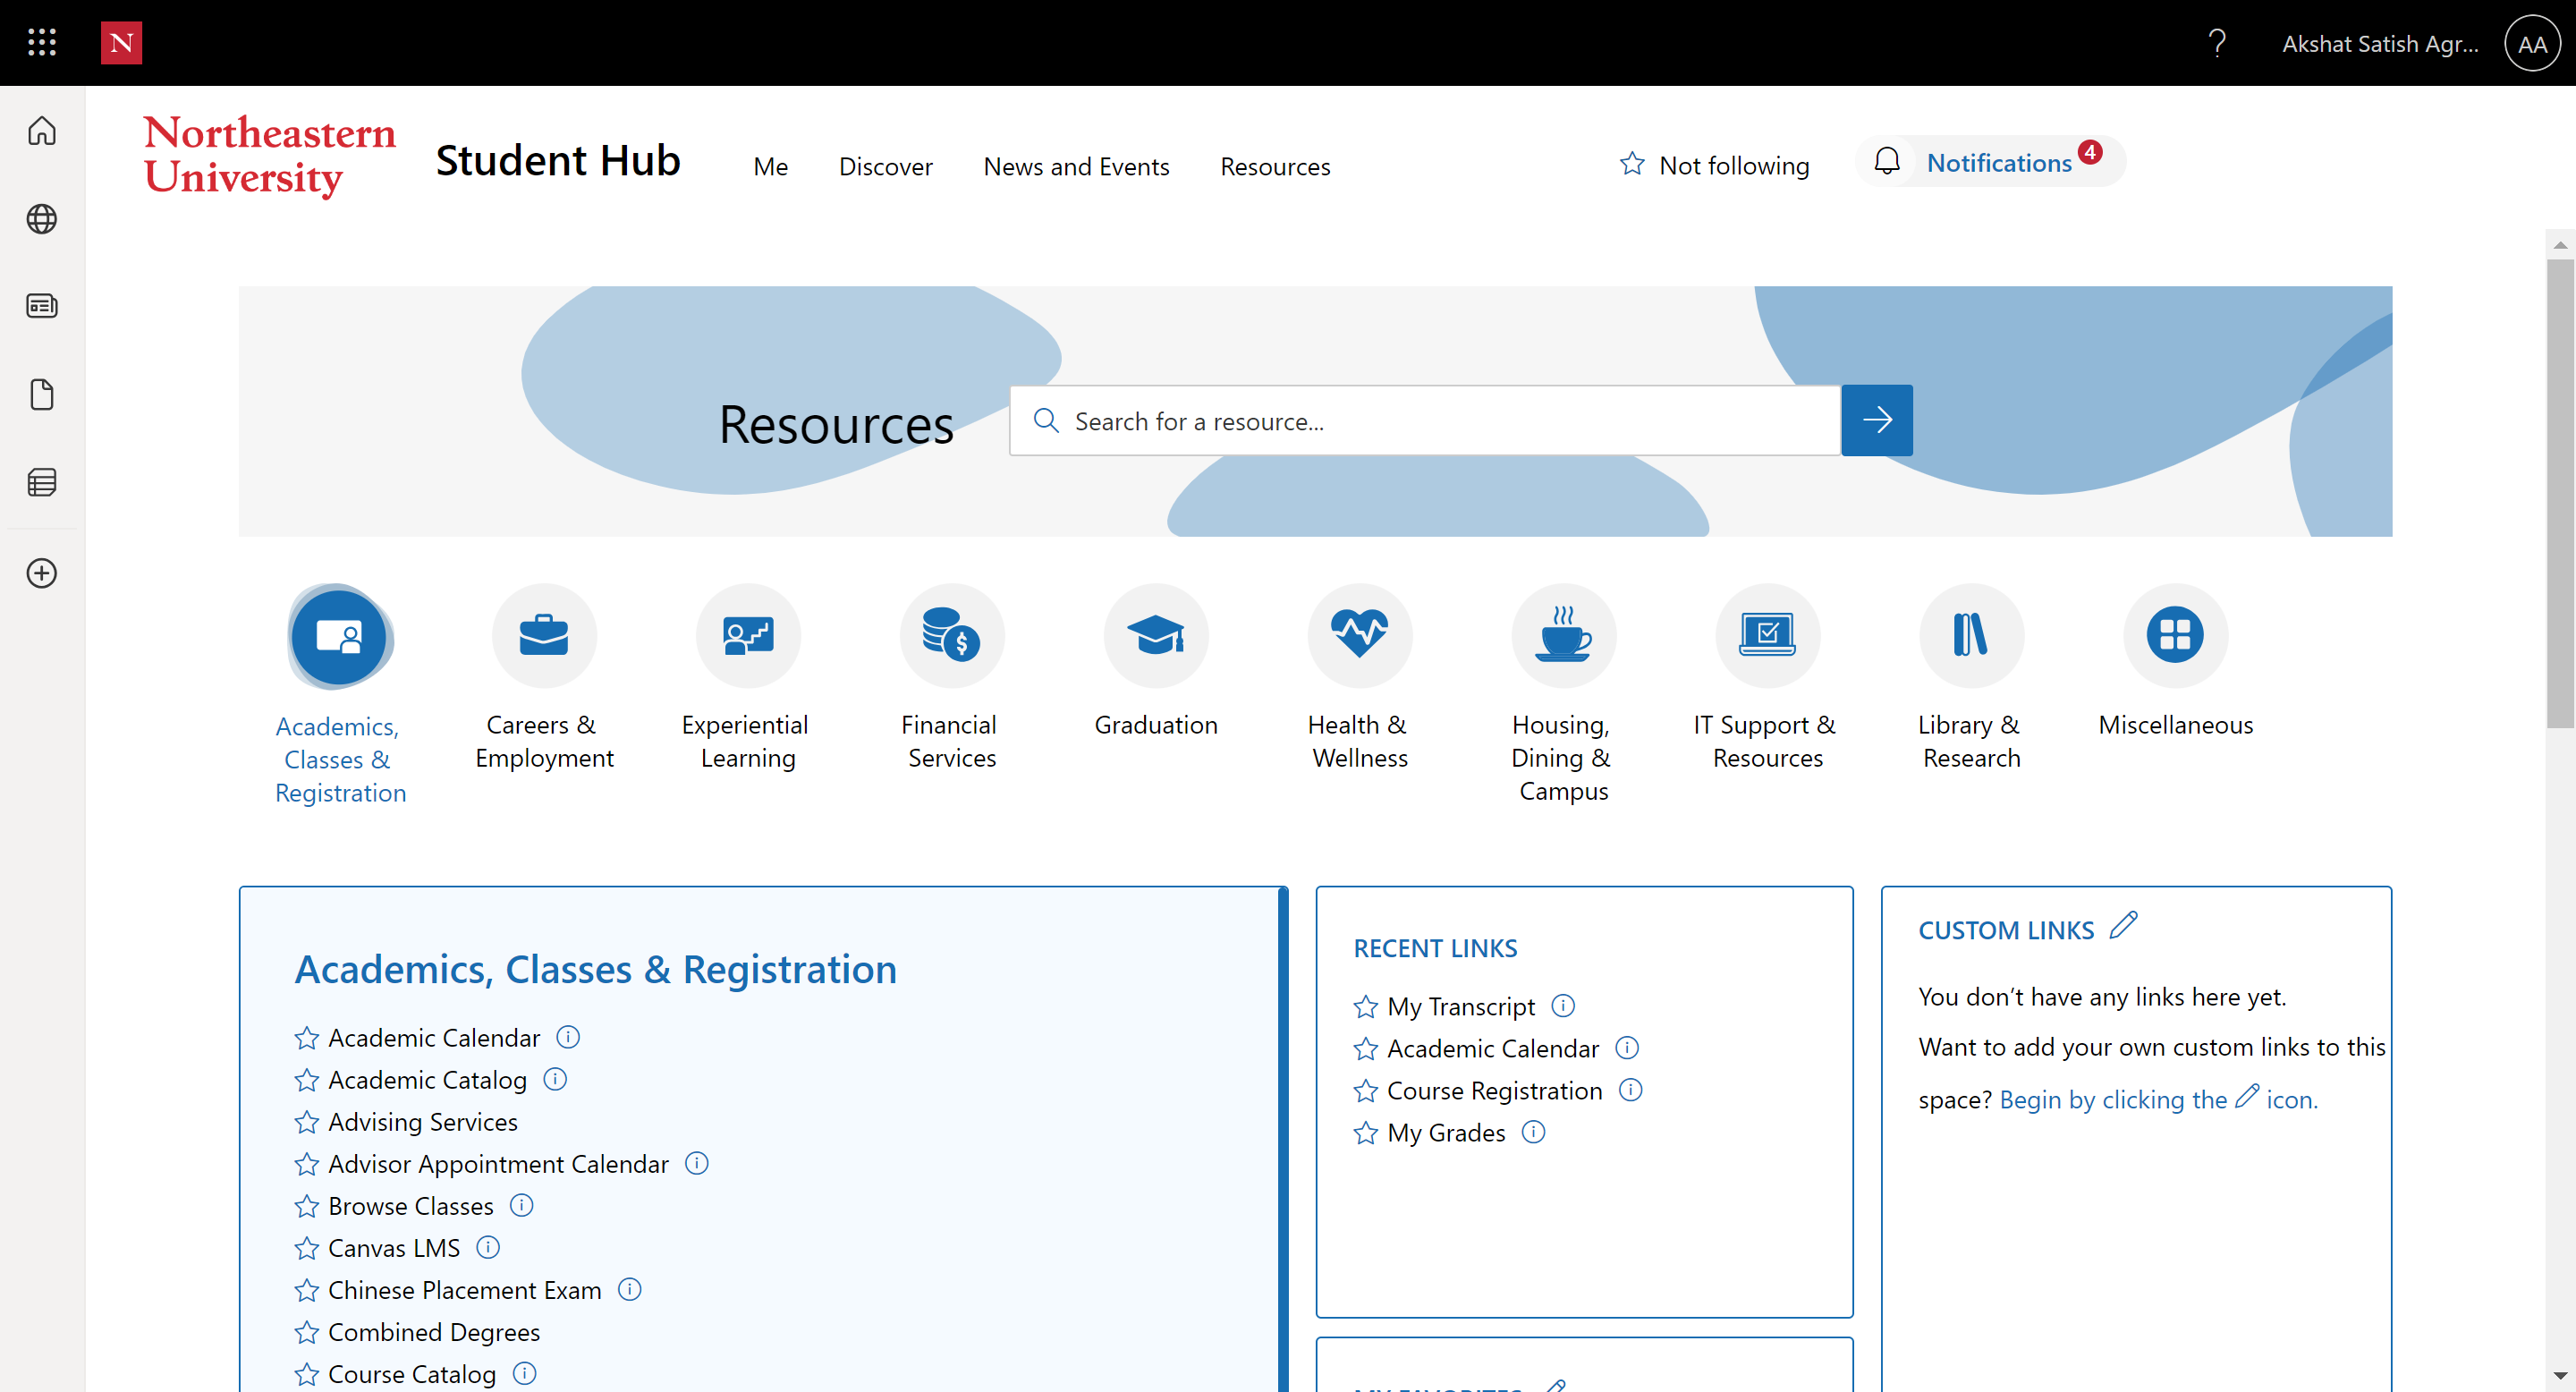 N
Akshat Satish Agr...
AA
Northeastern
University
Student Hub
Me
Discover
News and Events
Resources
Not following
Notifications
4
Resources
Search for a resource...
Academics,
Classes &
Registration
Careers &
Employment
Experiential
Learning
Financial
Services
Graduation
Health &
Wellness
Housing,
Dining &
Campus
IT Support &
Resources
Library &
Research
Miscellaneous
Academics, Classes & Registration
Academic Calendar
Academic Catalog
Advising Services
Advisor Appointment Calendar
Browse Classes
Canvas LMS
Chinese Placement Exam
Combined Degrees
Course Catalog
RECENT LINKS
My Transcript
Academic Calendar
Course Registration
My Grades
MY FAVORITES
CUSTOM LINKS
You don't have any links here yet.
Want to add your own custom links to this
space? Begin by clicking the icon.